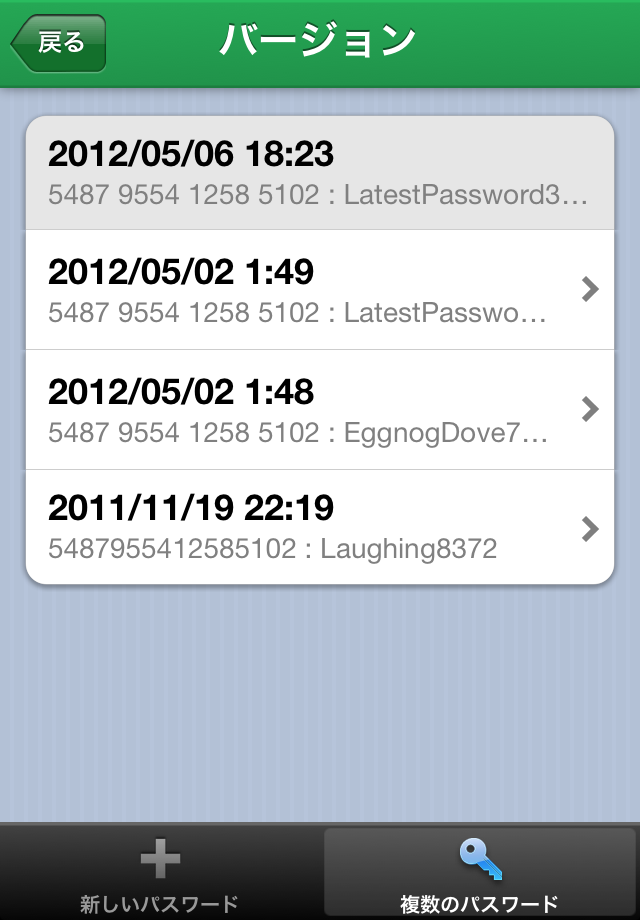 戻る
バージョン
2012/05/06 18:23
5487 9554 1258 5102 : LatestPassword3…
2012/05/02 1:49
5487 9554 1258 5102 : LatestPasswo…
2012/05/02 1:48
5487 9554 1258 5102 : EggnogDove7…
2011/11/19 22:19
5487955412585102 : Laughing8372
新しいパスワード
複数のパスワード